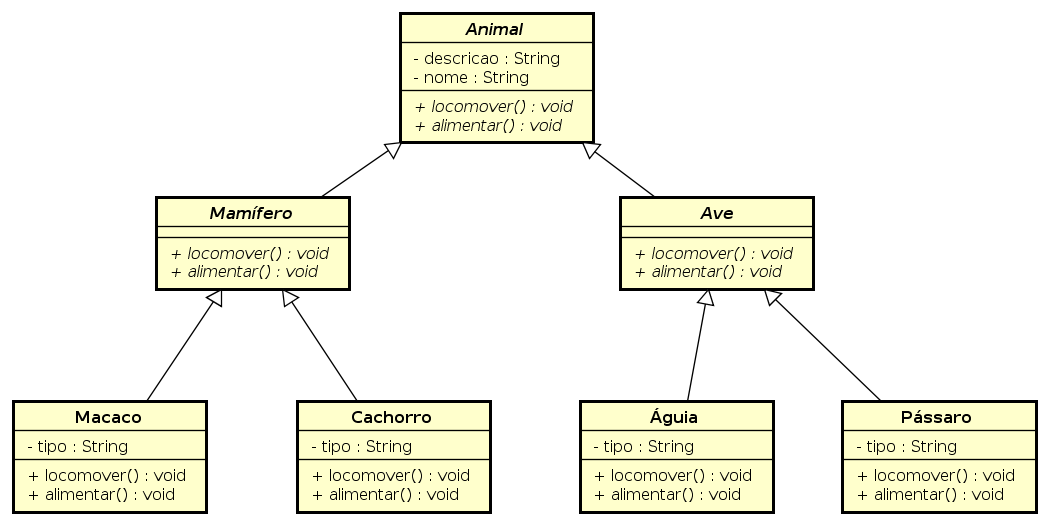 Animal
- descricao : String
- nome : String
+ locomover() : void
+ alimentar() : void
Mamífero
+ locomover() : void
+ alimentar() : void
Ave
+ locomover() : void
+ alimentar() : void
Macaco
- tipo : String
+ locomover() : void
+ alimentar() : void
Cachorro
- tipo : String
+ locomover() : void
+ alimentar() : void
Águia
- tipo : String
+ locomover() : void
+ alimentar() : void
Pássaro
- tipo : String
+ locomover() : void
+ alimentar() : void